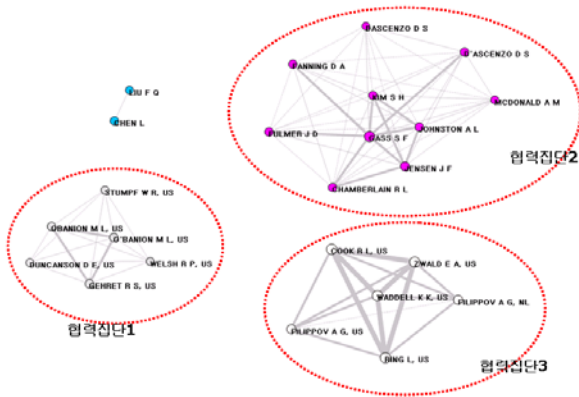 LIU F Q
CHEN L
DASCENZO D S
D'ASCENZO D S
FANNING D A
KIM S H
MCDONALD A M
FULMER J D
JOHNSTON A L
GASS S F
JENSEN J F
CHAMBERLAIN R L
협력집단2
STUMPF W R, US
OBANION M L, US
O'BANION M L, US
DUNCANSON D E, US
WELSH R P, US
GEHRET R S, US
협력집단1
COOK R L, US
ZWALD E A, US
WADDELL K K, US
FILIPPOV A G, NL
FILIPPOV A G, US
RING L, US
협력집단3